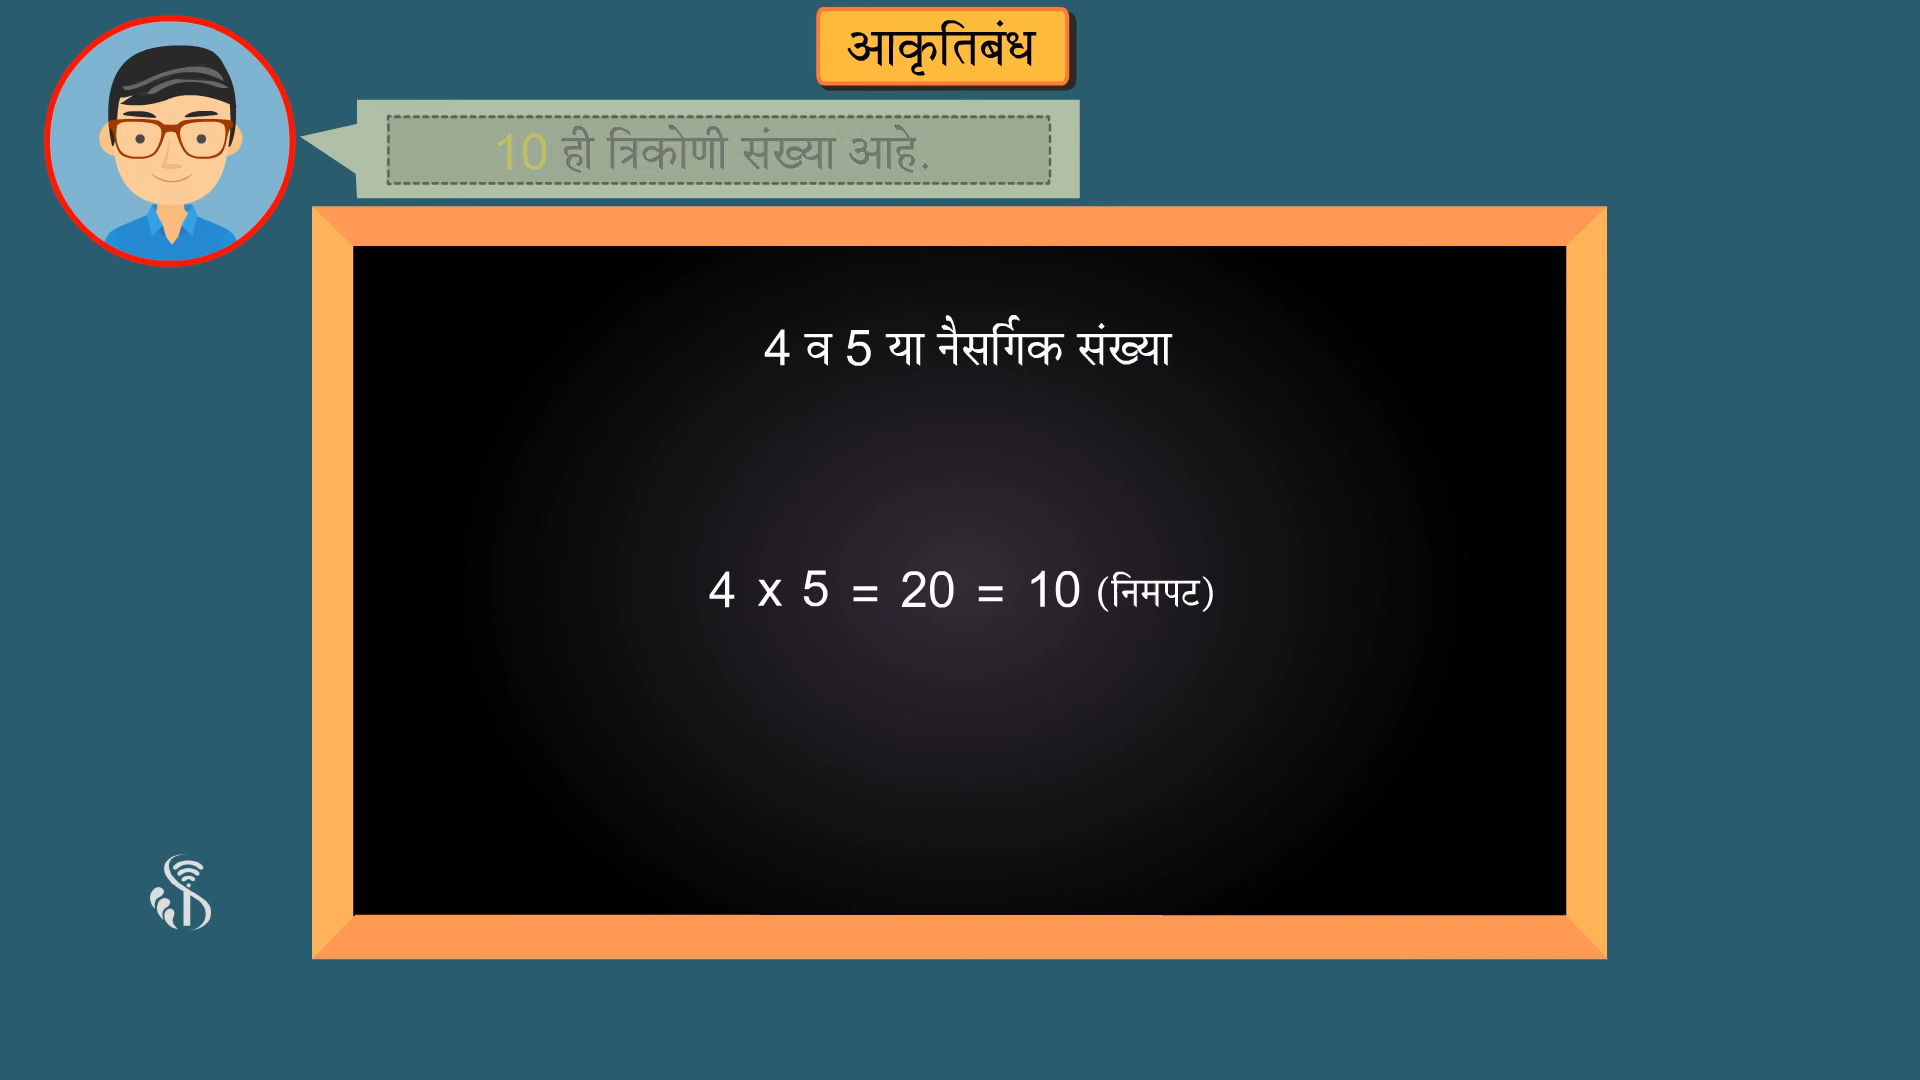 आकृतिबंध
10 ही त्रिकोणी संख्या आहे.
4 व 5 या नैसर्गिक संख्या
4 x 5 = 20 = 10 (निमपट)